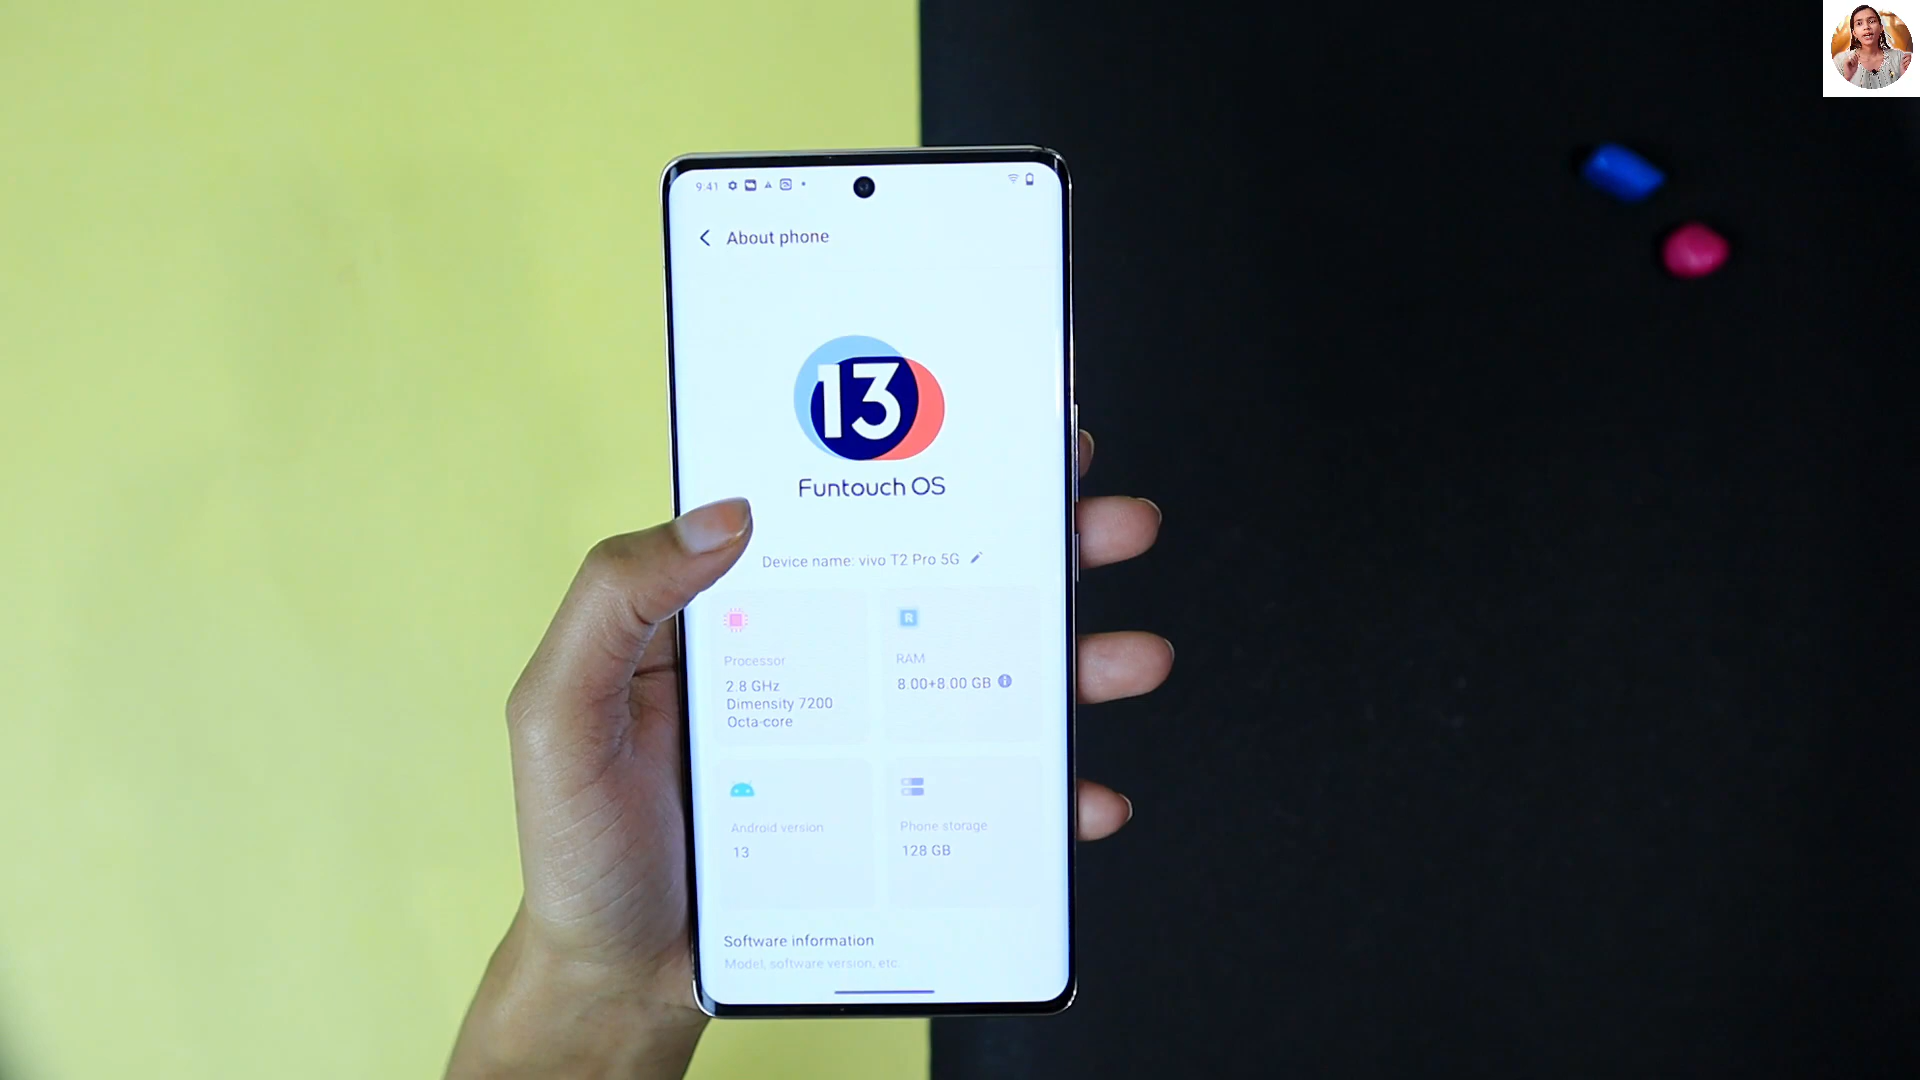 9:41
About phone
13
Funtouch OS
Device name: vivo T2 Pro 5G
R
Processor
2.8 GHz
Dimensity 7200
Octa-core
RAM
8.00+8.00 GB
Android version
13
Phone storage
128 GB
Software information
Model, software version, etc.